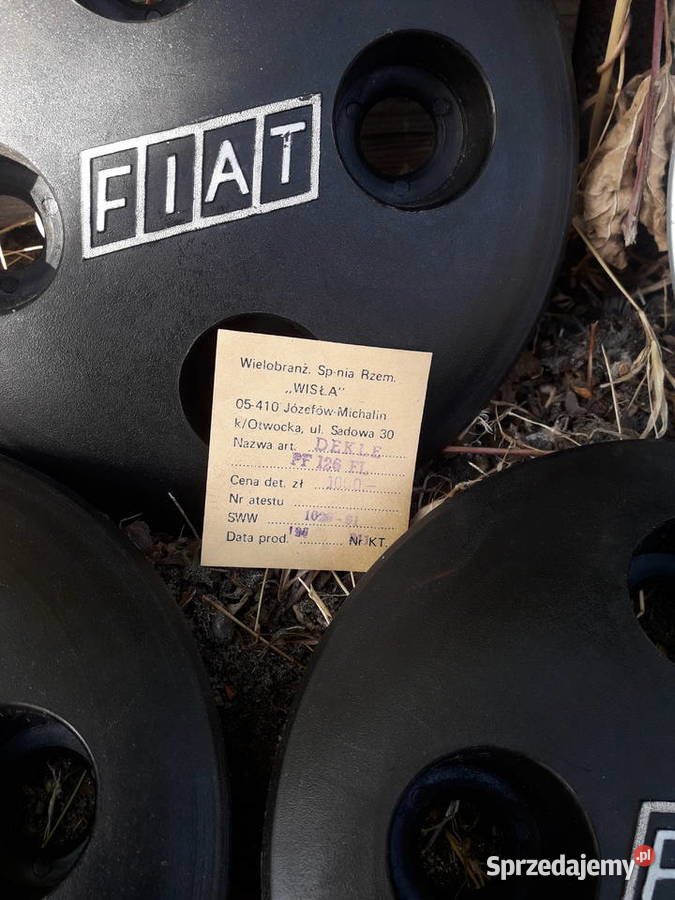 FIAT
Wielobranż. Sp-nia Rzem.
„WISŁA"
05-410 Józefów-Michalin
k/Otwocka, ul. Sadowa 30
Nazwa art. DEKLE
PF 126 FL
Cena det. zł
Nr atestu
SWW
Data prod. Nr KT.
F
Sprzedajemy.pl